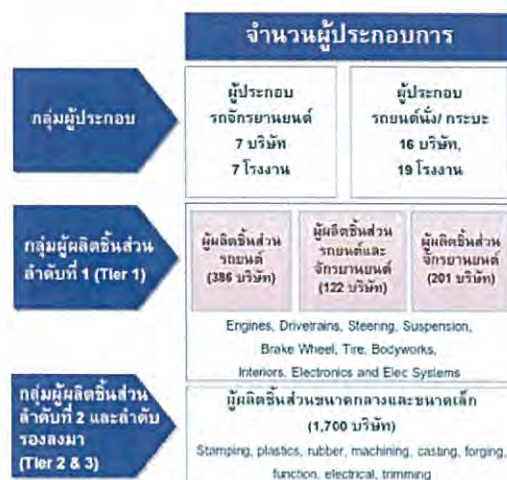 จำนวนผู้ประกอบการ
กลุ่มผู้ประกอบ
ผู้ประกอบ
รถจักรยานยนต์
7 บริษัท
7 โรงงาน
ผู้ประกอบ
รถยนต์นั่ง/ กระบะ
16 บริษัท,
19 โรงงาน
กลุ่มผู้ผลิตชิ้นส่วน
ลำดับที่ 1 (Tier 1)
ผู้ผลิตชิ้นส่วน
รถยนต์
(386 บริษัท)
ผู้ผลิตชิ้นส่วน
รถยนต์และ
จักรยานยนต์
(122 บริษัท)
ผู้ผลิตชิ้นส่วน
จักรยานยนต์
(201 บริษัท)
Engines, Drivetrains, Steering, Suspension,
Brake Wheel, Tire, Bodyworks,
Interiors, Electronics and Elec Systems
กลุ่มผู้ผลิตชิ้นส่วน
ลำดับที่ 2 และลำดับ
รองลงมา
(Tier 2 & 3)
ผู้ผลิตชิ้นส่วนขนาดกลางและขนาดเล็ก
(1,700 บริษัท)
Stamping, plastics, rubber, machining, casting, forging,
function, electrical, trimming